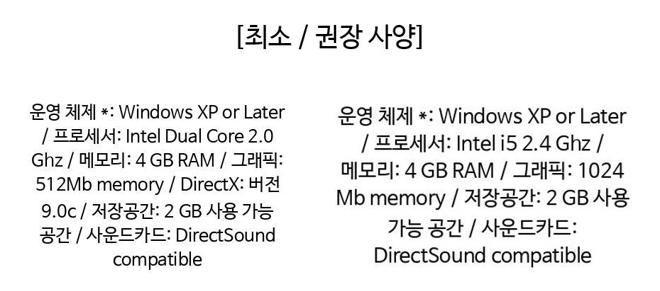 [최소 / 권장 사양]
운영 체제 *: Windows XP or Later
/ 프로세서: Intel Dual Core 2.0
Ghz / 메모리: 4 GB RAM / 그래픽:
512Mb memory / DirectX: 버전
9.0c / 저장공간: 2 GB 사용 가능
공간 / 사운드카드: DirectSound
compatible
운영 체제 *: Windows XP or Later
/ 프로세서: Intel i5 2.4 Ghz /
메모리: 4 GB RAM / 그래픽: 1024
Mb memory / 저장공간: 2 GB 사용
가능 공간 / 사운드카드:
DirectSound compatible